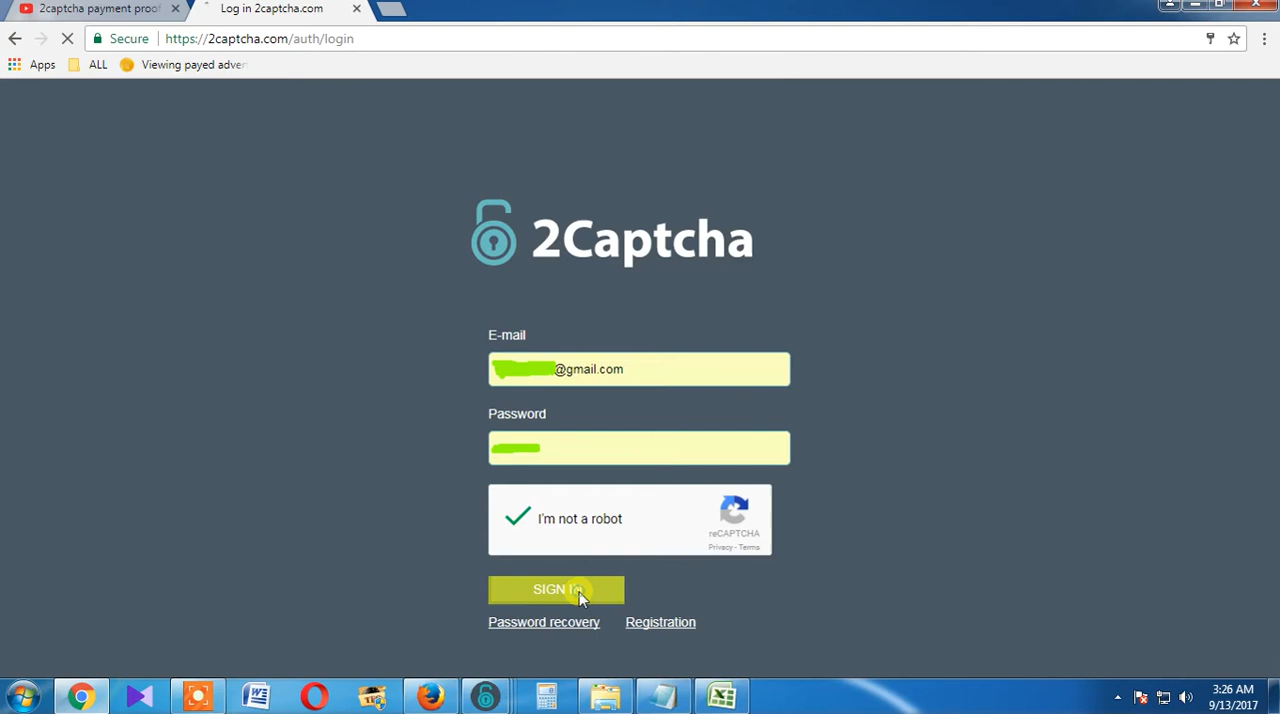 2captcha payment proof
Log in 2captcha.com
Secure
https://2captcha.com/auth/login
Apps
ALL
Viewing payed adver
2Captcha
E-mail
@gmail.com
Password
I'm not a robot
reCAPTCHA
Privacy - Terms
SIGN IN
Password recovery
Registration
3:26 AM
9/13/2017